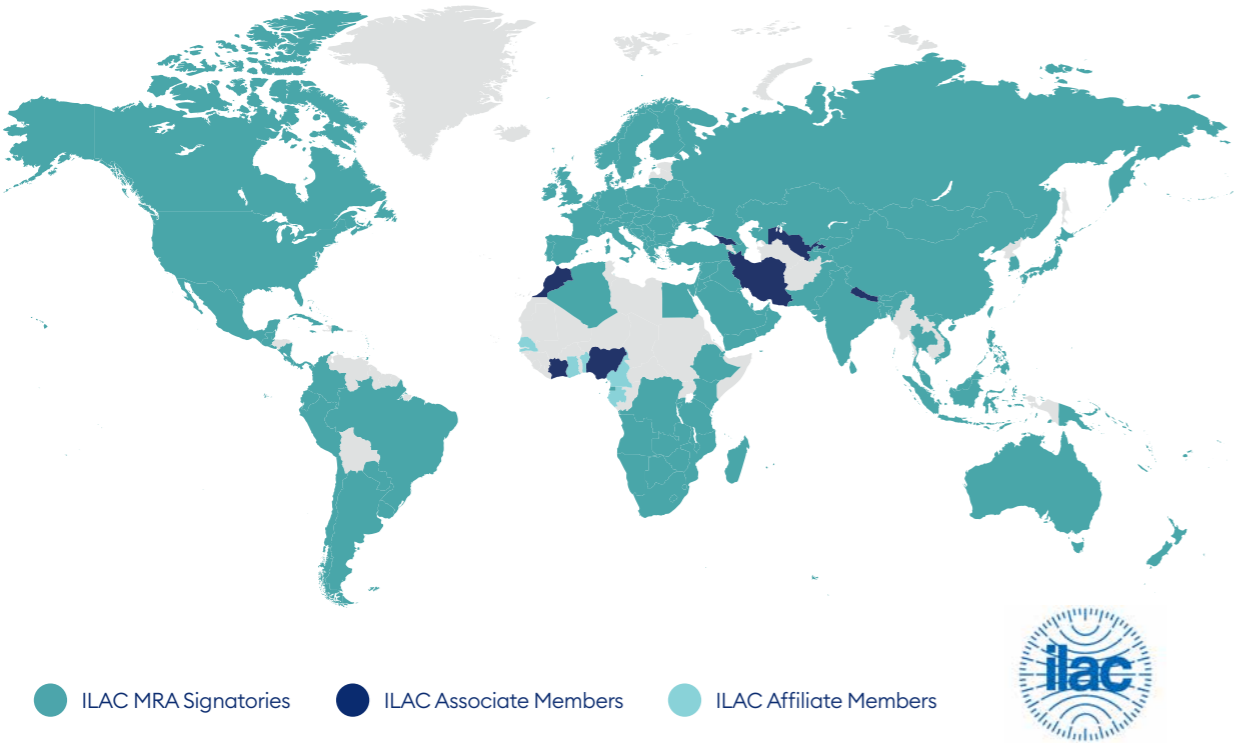 ilac
ILAC MRA Signatories
ILAC Associate Members
ILAC Affiliate Members